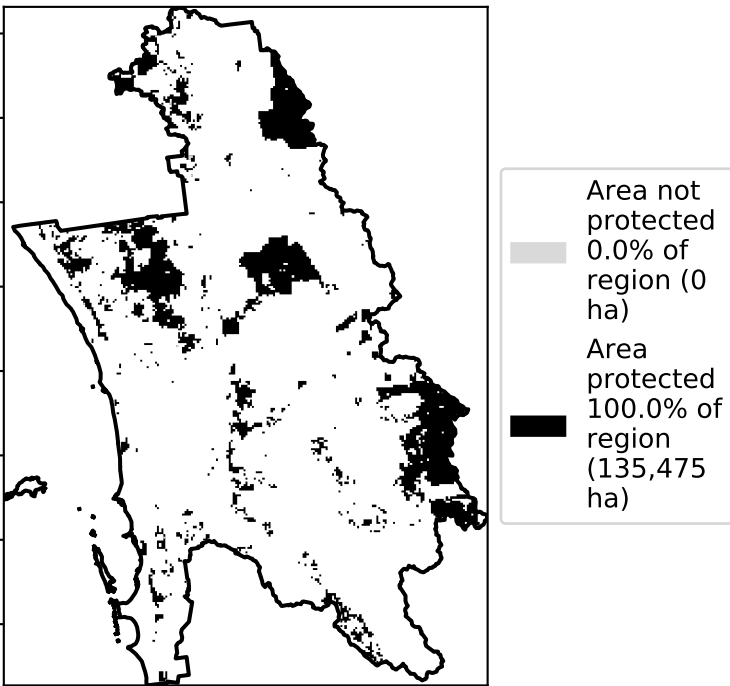 Area not
protected
0.0% of
region (0
ha)
Area
protected
100.0% of
region
(135,475
ha)